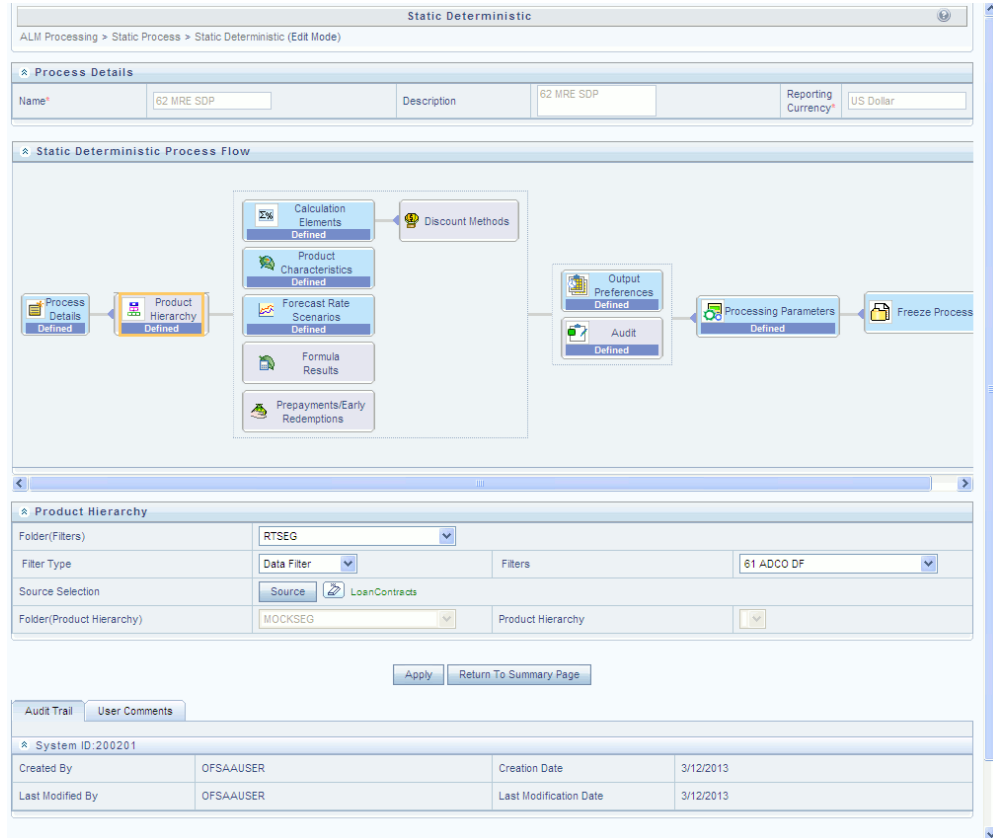 Static Deterministic
ALM Processing > Static Process > Static Deterministic (Edit Mode)
Process Details
Name* 62 MRE SDP Description 62 MRE SDP Reporting Currency* US Dollar
Static Deterministic Process Flow
Process Details
Defined
Product Hierarchy
Defined
Σ% Calculation Elements
Defined
Discount Methods
Product Characteristics
Defined
Forecast Rate Scenarios
Defined
Formula Results
Prepayments/Early Redemptions
Output Preferences
Defined
Audit
Defined
Processing Parameters
Defined
Freeze Process
Product Hierarchy
Folder(Filters) RTSEG
Filter Type Data Filter Filters 61 ADCO DF
Source Selection Source LoanContracts
Folder(Product Hierarchy) MOCKSEG Product Hierarchy
Apply Return To Summary Page
Audit Trail User Comments
System ID:200201
Created By OFSAAUSER Creation Date 3/12/2013
Last Modified By OFSAAUSER Last Modification Date 3/12/2013